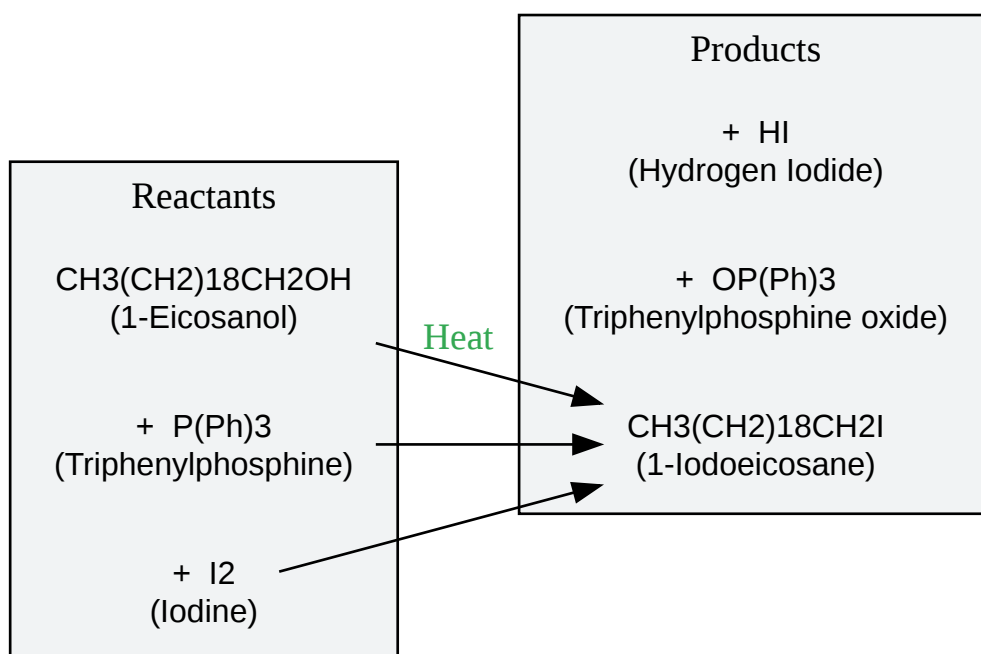 Reactants
CH3(CH2)18CH2OH
(1-Eicosanol)
+ P(Ph)3
(Triphenylphosphine)
+ I2
(Iodine)
Heat
Products
+ HI
(Hydrogen Iodide)
+ OP(Ph)3
(Triphenylphosphine oxide)
CH3(CH2)18CH2I
(1-Iodoeicosane)